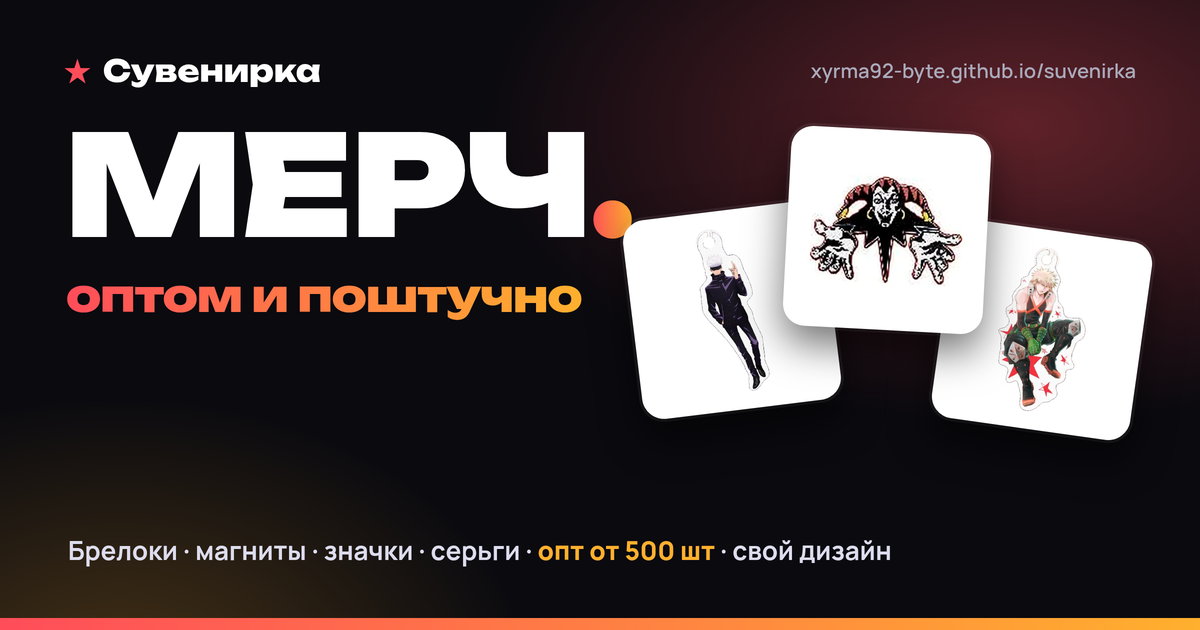 ★ Сувенирка
xyrma92-byte.github.io/suvenirka
МЕРЧ.
оптом и поштучно
Брелоки · магниты · значки · серьги · опт от 500 шт · свой дизайн